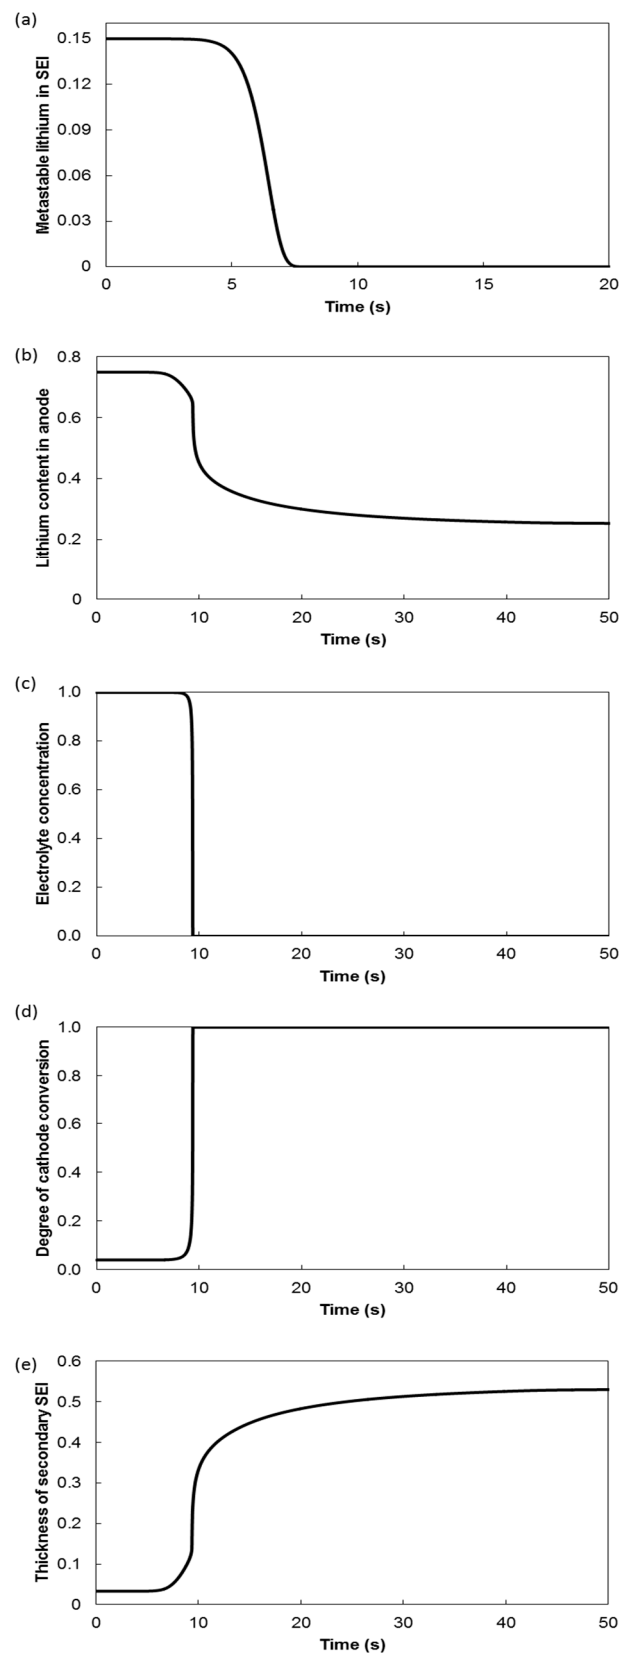 (a)
Metastable lithium in SEI
0.15
0.12
0.09
0.06
0.03
0
0 5 10 15 20
Time (s)
(b)
Lithium content in anode
0.8
0.6
0.4
0.2
0
0 10 20 30 40 50
Time (s)
(c)
Electrolyte concentration
1.0
0.8
0.6
0.4
0.2
0.0
0 10 20 30 40 50
Time (s)
(d)
Degree of cathode conversion
1.0
0.8
0.6
0.4
0.2
0.0
0 10 20 30 40 50
Time (s)
(e)
Thickness of secondary SEI
0.6
0.5
0.4
0.3
0.2
0.1
0
0 10 20 30 40 50
Time (s)